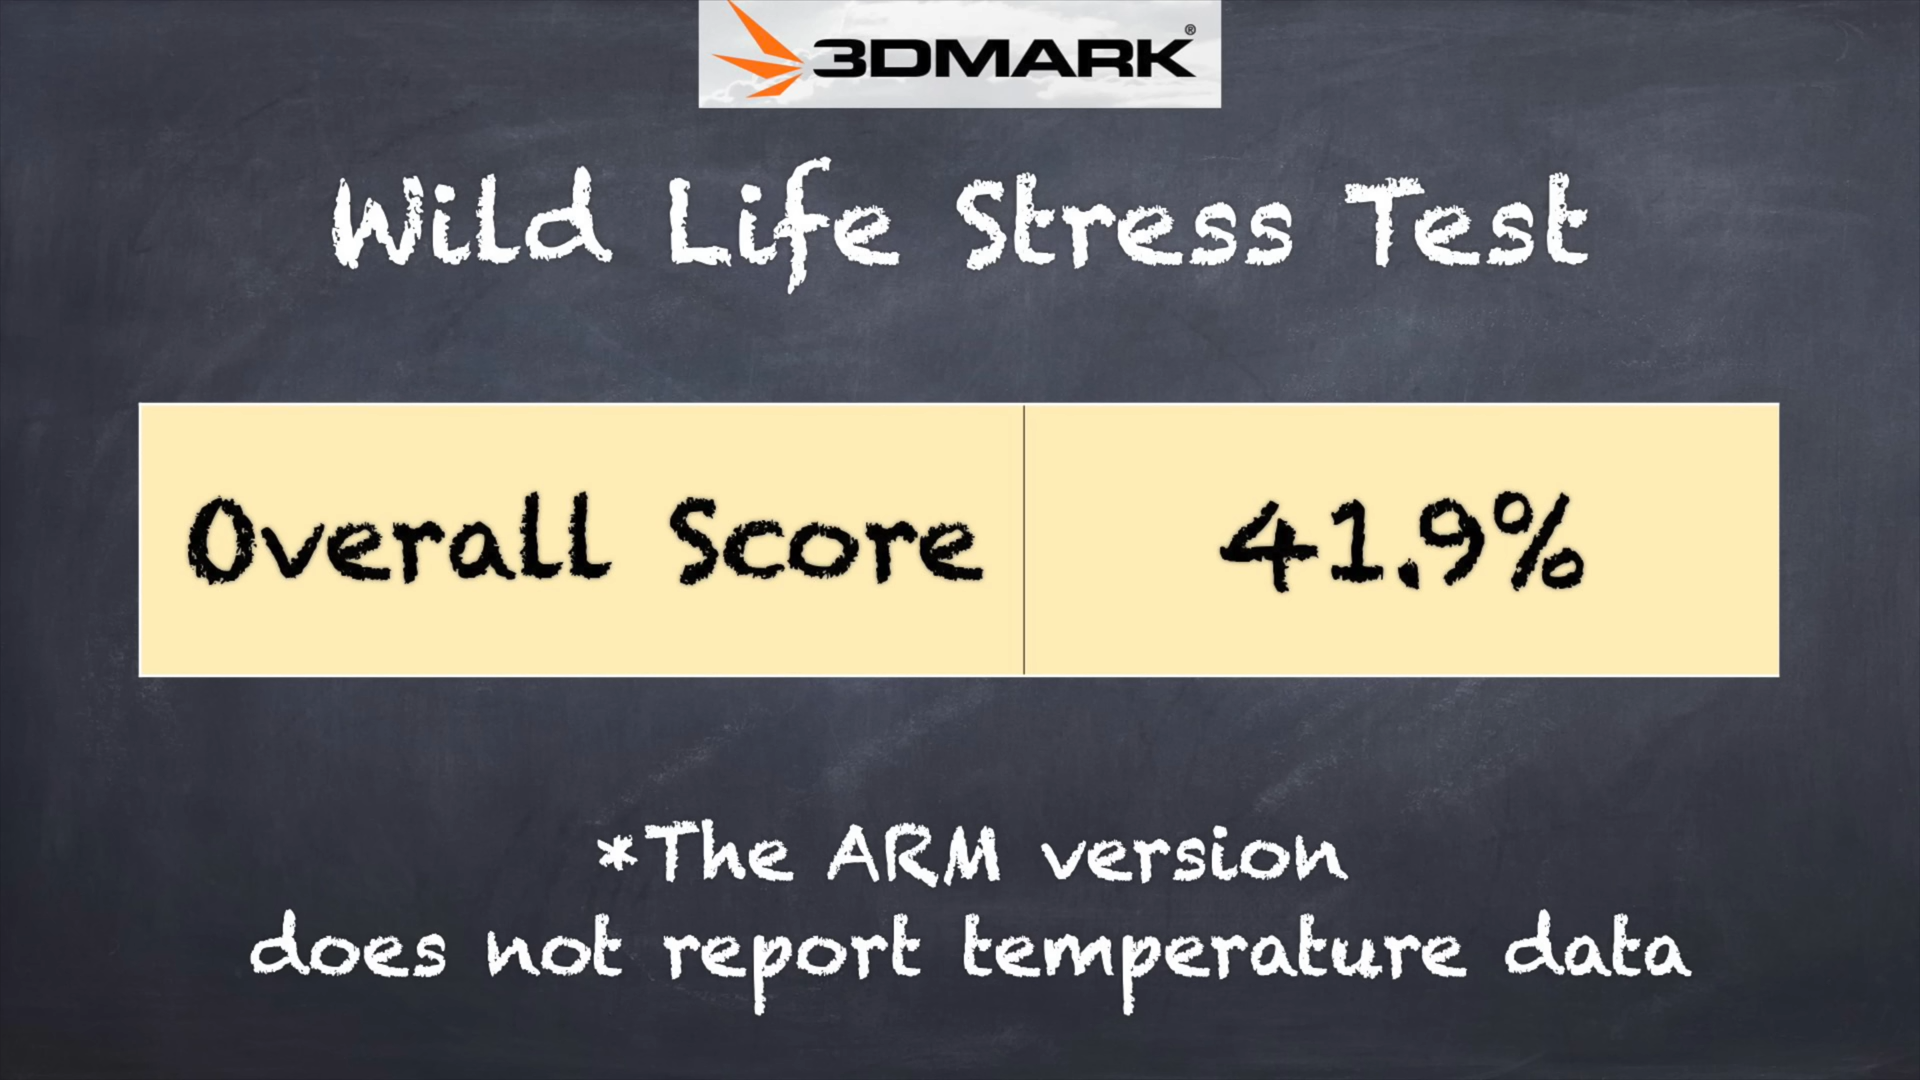 3DMARK®
Wild Life Stress Test
Overall Score
41.9%
*The ARM version
does not report temperature data